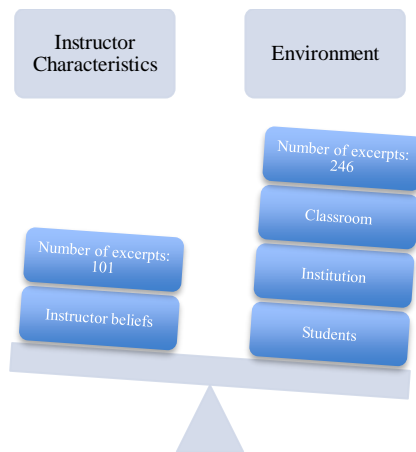 Instructor
Characteristics
Environment
Number of excerpts:
101
Instructor beliefs
Number of excerpts:
246
Classroom
Institution
Students